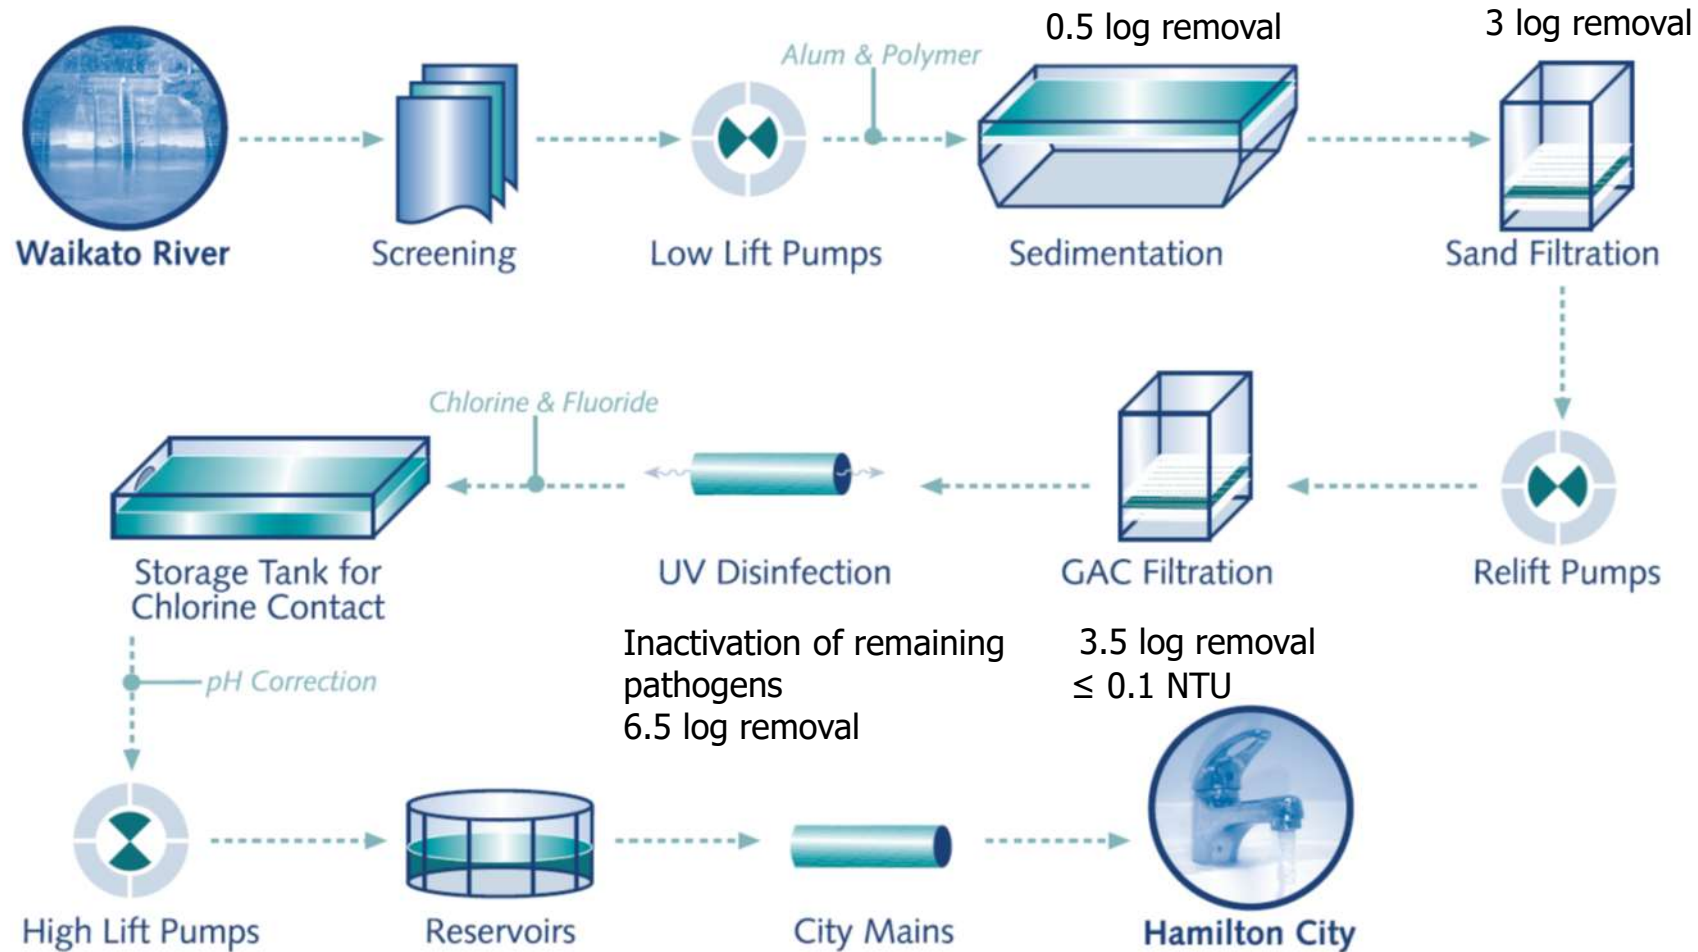 0.5 log removal
3 log removal
Alum & Polymer
Waikato River
Screening
Low Lift Pumps
Sedimentation
Sand Filtration
Chlorine & Fluoride
Storage Tank for
Chlorine Contact
UV Disinfection
GAC Filtration
Relift Pumps
Inactivation of remaining
pathogens
6.5 log removal
3.5 log removal
≤ 0.1 NTU
pH Correction
High Lift Pumps
Reservoirs
City Mains
Hamilton City